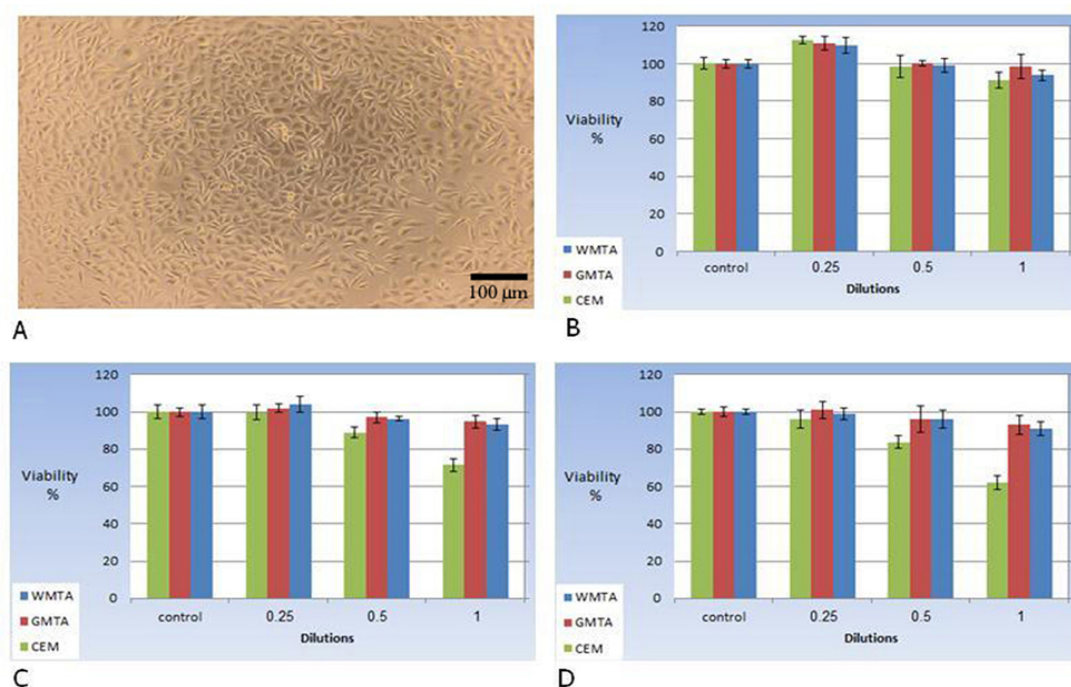 100 µm
A
120
100
80
60
40
20
0
Viability
%
WMTA
GMTA
CEM
control 0.25 0.5 1
Dilutions
B
120
100
80
60
40
20
0
Viability
%
WMTA
GMTA
CEM
control 0.25 0.5 1
Dilutions
C
120
100
80
60
40
20
0
Viability
%
WMTA
GMTA
CEM
control 0.25 0.5 1
Dilutions
D